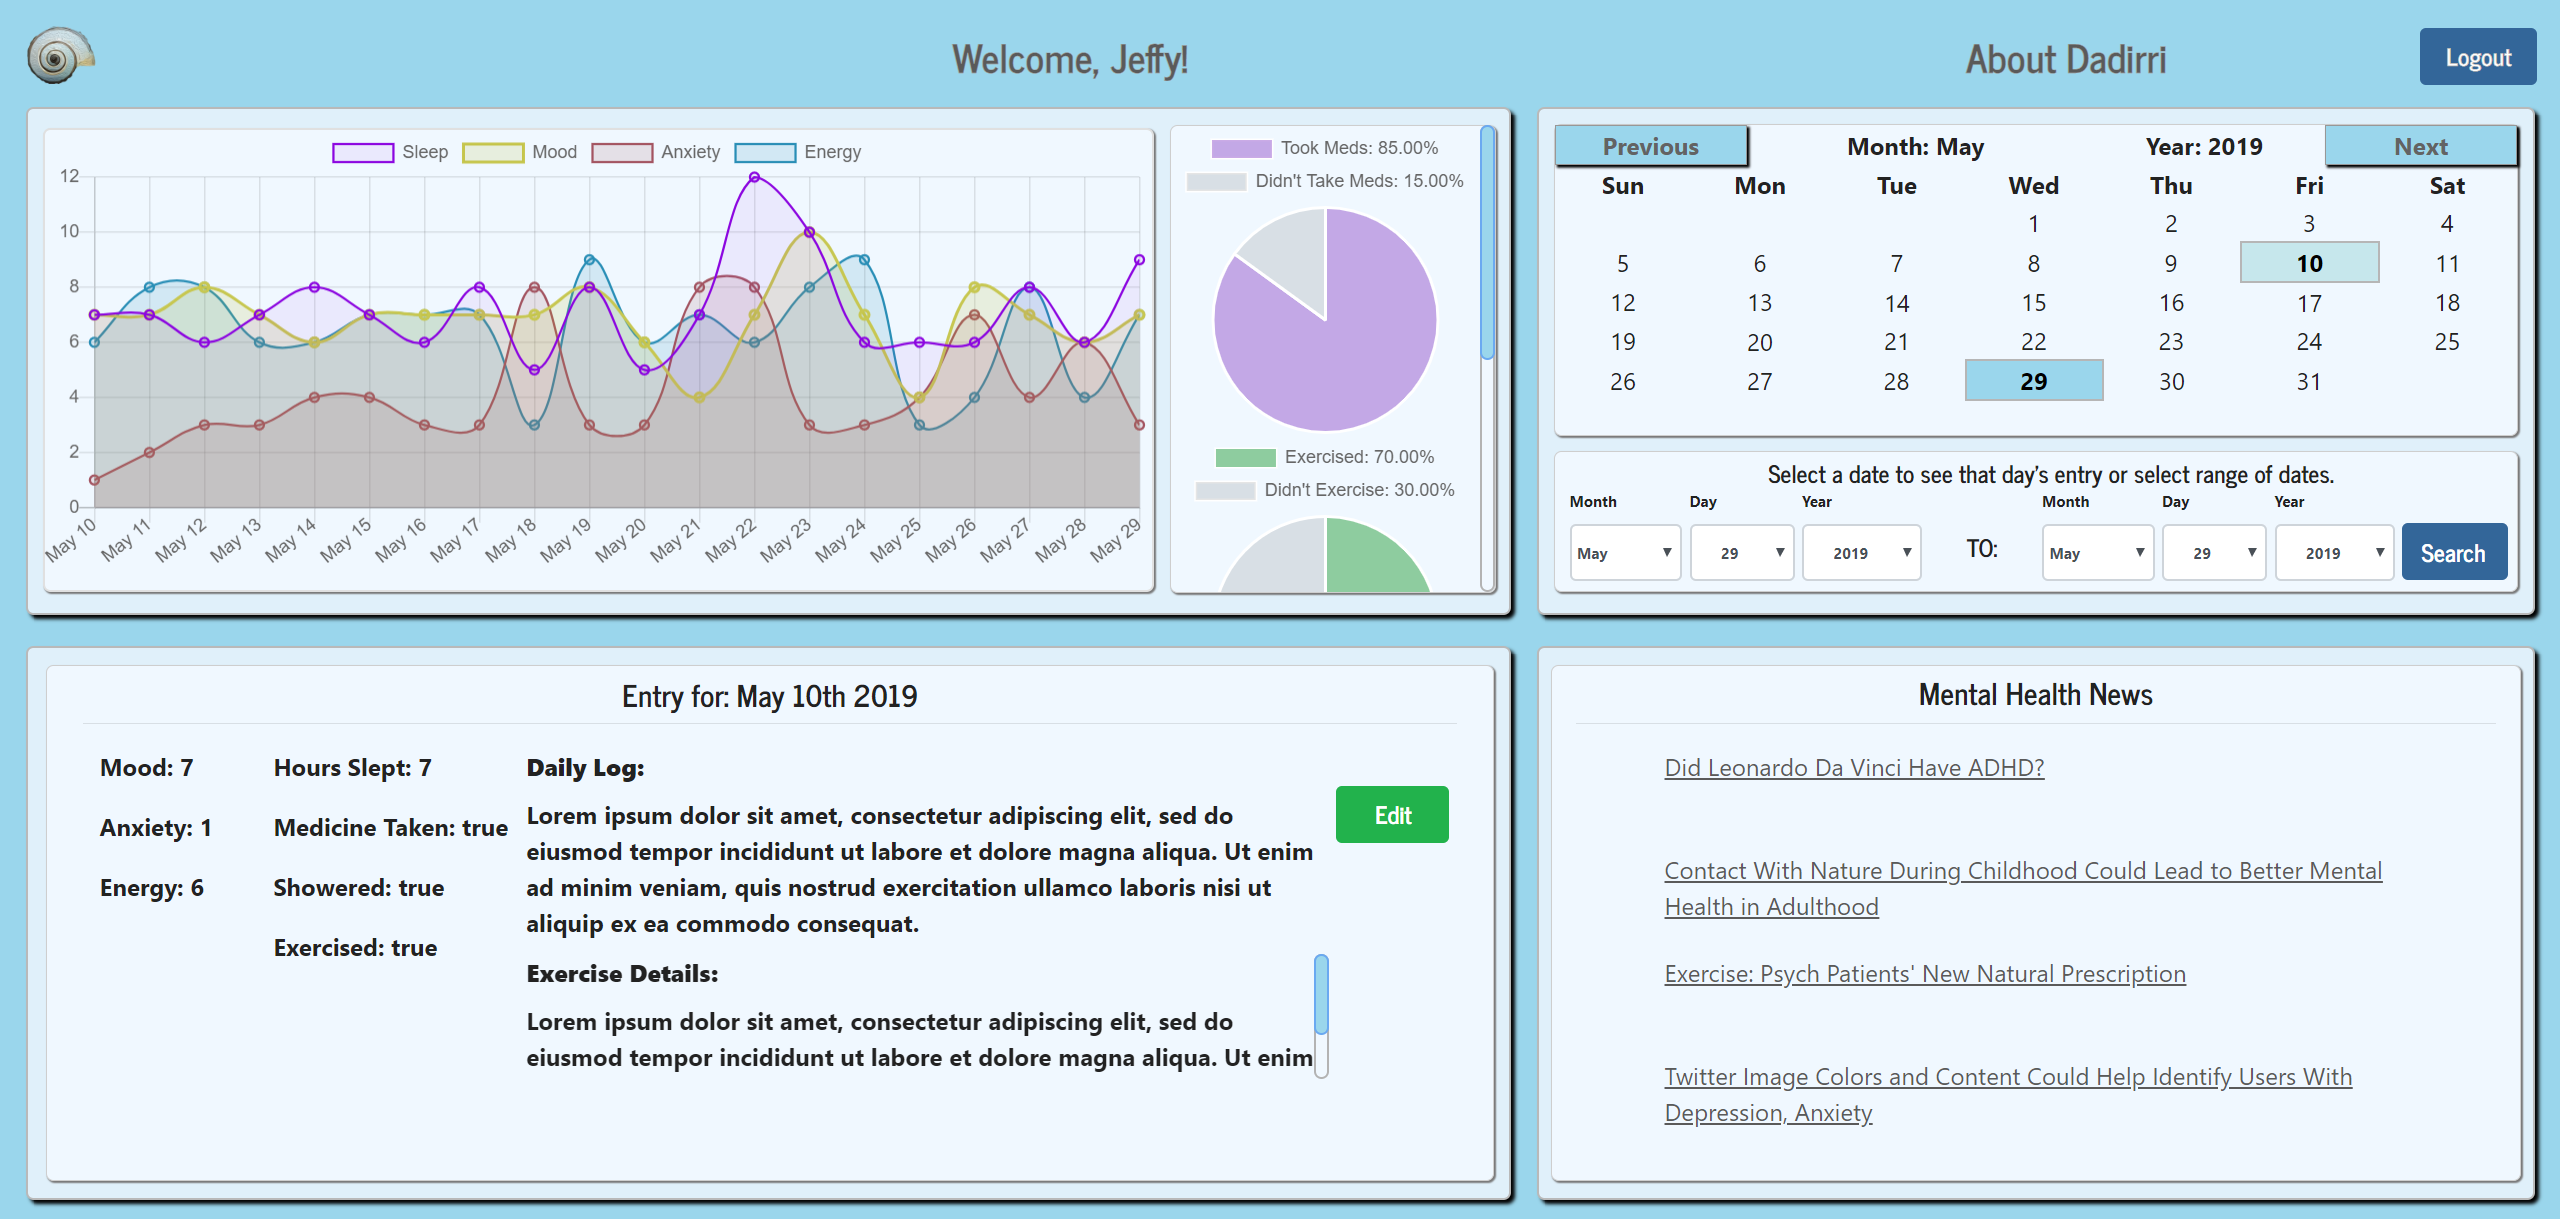 Welcome, Jeffy!
About Dadirri
Logout
Sleep Mood Anxiety Energy
12
10
8
6
4
2
0
May 10 May 11 May 12 May 13 May 14 May 15 May 16 May 17 May 18 May 19 May 20 May 21 May 22 May 23 May 24 May 25 May 26 May 27 May 28 May 29
Took Meds: 85.00%
Didn't Take Meds: 15.00%
Exercised: 70.00%
Didn't Exercise: 30.00%
Previous Month: May Year: 2019 Next
Sun Mon Tue Wed Thu Fri Sat
1 2 3 4
5 6 7 8 9 10 11
12 13 14 15 16 17 18
19 20 21 22 23 24 25
26 27 28 29 30 31
Select a date to see that day's entry or select range of dates.
Month Day Year Month Day Year
May 29 2019 TO: May 29 2019 Search
Entry for: May 10th 2019
Mood: 7
Anxiety: 1
Energy: 6
Hours Slept: 7
Medicine Taken: true
Showered: true
Exercised: true
Daily Log:
Lorem ipsum dolor sit amet, consectetur adipiscing elit, sed do
eiusmod tempor incididunt ut labore et dolore magna aliqua. Ut enim
ad minim veniam, quis nostrud exercitation ullamco laboris nisi ut
aliquip ex ea commodo consequat.
Exercise Details:
Lorem ipsum dolor sit amet, consectetur adipiscing elit, sed do
eiusmod tempor incididunt ut labore et dolore magna aliqua. Ut enim
Edit
Mental Health News
Did Leonardo Da Vinci Have ADHD?
Contact With Nature During Childhood Could Lead to Better Mental
Health in Adulthood
Exercise: Psych Patients' New Natural Prescription
Twitter Image Colors and Content Could Help Identify Users With
Depression, Anxiety